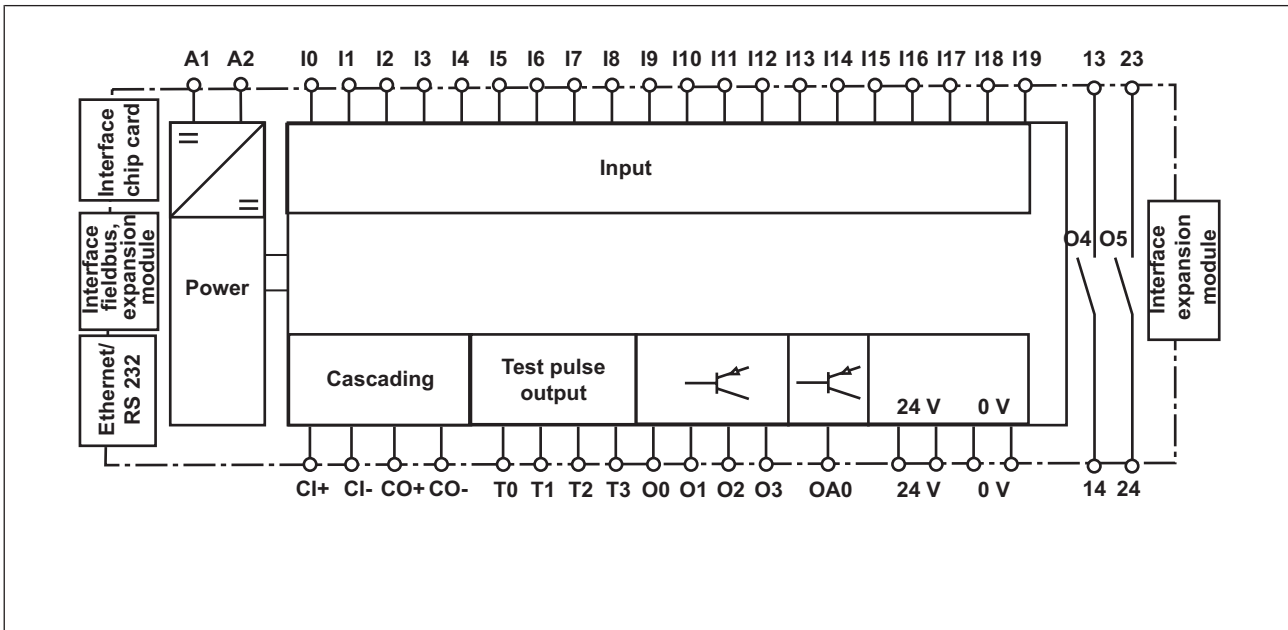 A1 A2 I0 I1 I2 I3 I4 I5 I6 I7 I8 I9 I10 I11 I12 I13 I14 I15 I16 I17 I18 I19 13 23
Interface
chip card
Interface
fieldbus,
expansion
module
Ethernet/
RS 232
Power
Input
O4 O5
Interface
expansion
module
Cascading
Test pulse
output
24 V 0 V
CI+ CI- CO+ CO- T0 T1 T2 T3 O0 O1 O2 O3 OA0 24 V 0 V 14 24